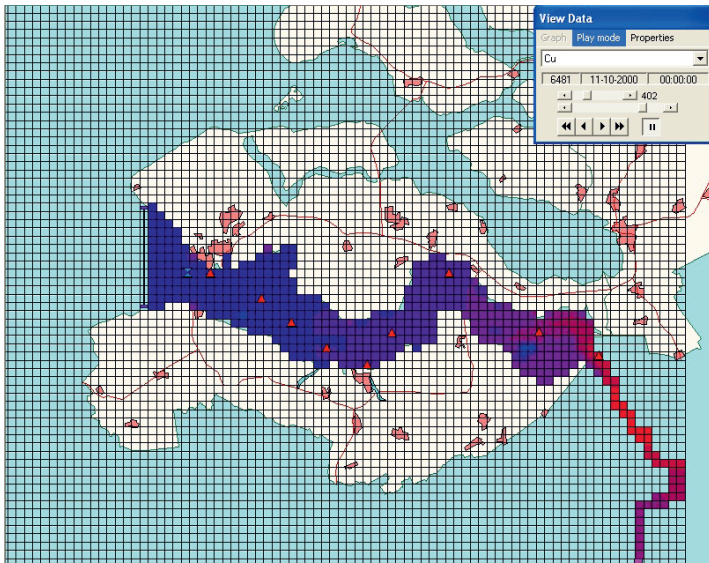 View Data
Graph Play mode Properties
Cu
6481 11-10-2000 00:00:00
402